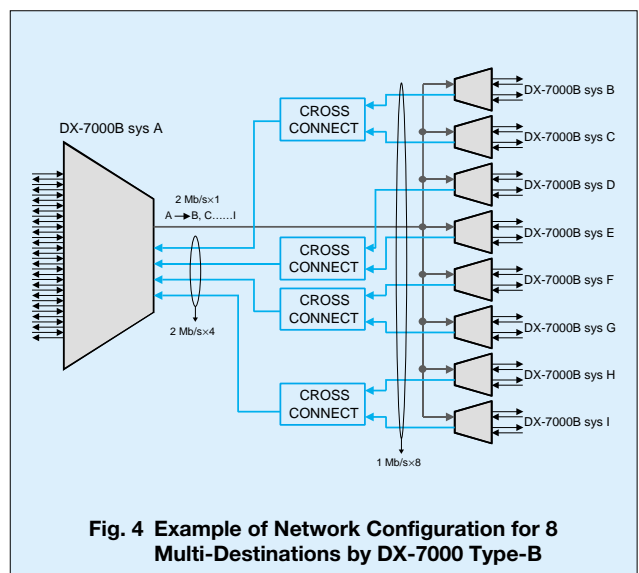 DX-7000B sys A
2 Mb/s×1
A → B, C……I
2 Mb/s×4
CROSS
CONNECT
CROSS
CONNECT
CROSS
CONNECT
CROSS
CONNECT
1 Mb/s×8
DX-7000B sys B
DX-7000B sys C
DX-7000B sys D
DX-7000B sys E
DX-7000B sys F
DX-7000B sys G
DX-7000B sys H
DX-7000B sys I
Fig. 4 Example of Network Configuration for 8
Multi-Destinations by DX-7000 Type-B